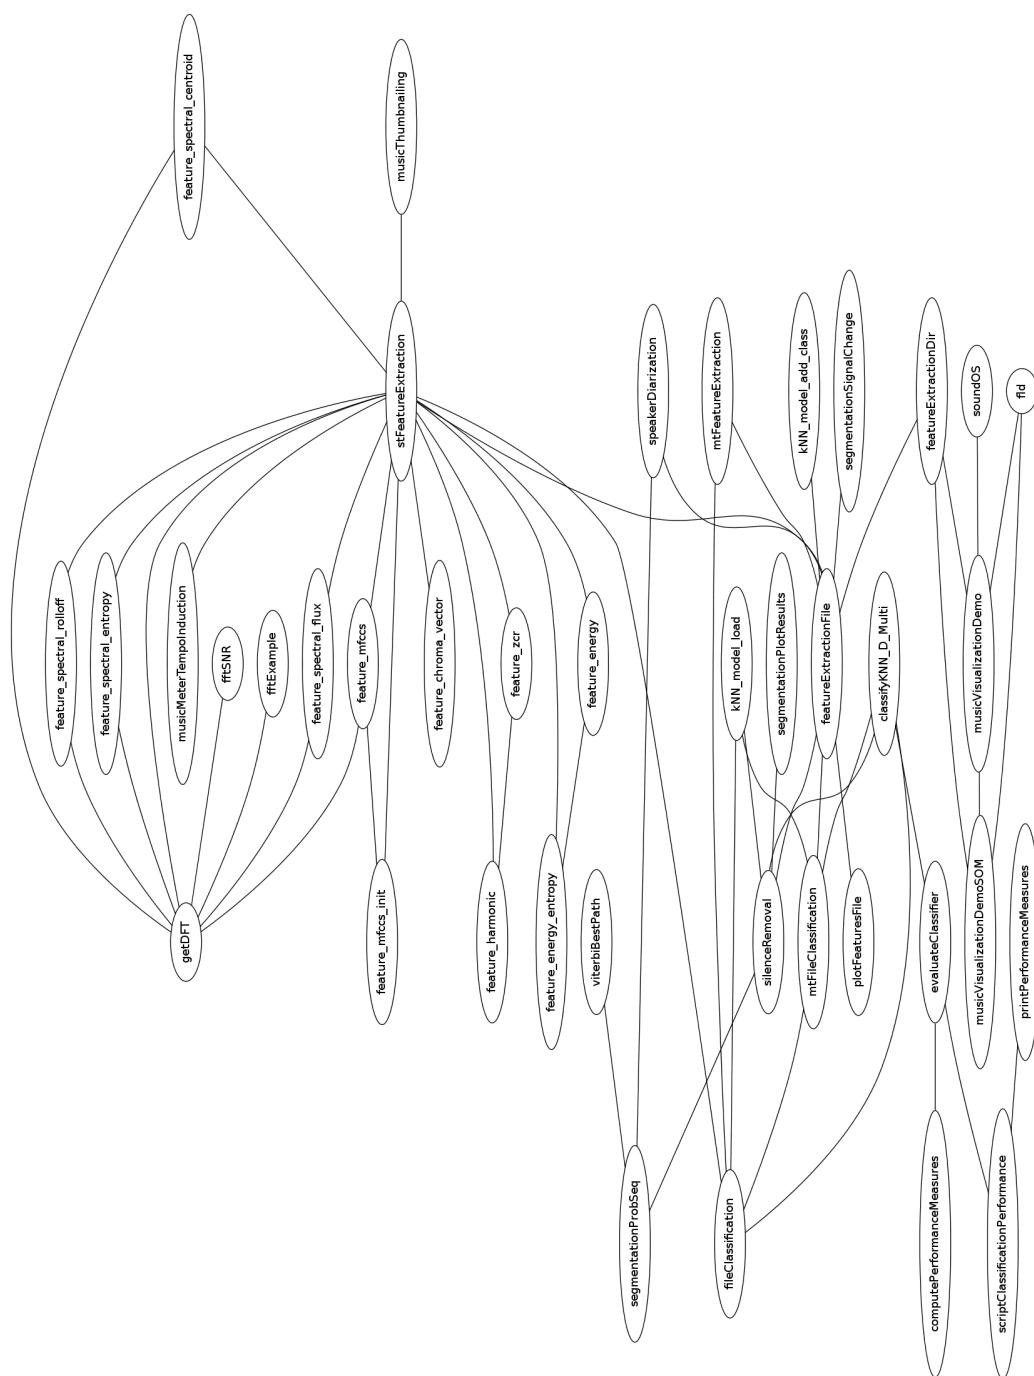 feature_spectral_centroid
musicThumbnailing
stFeatureExtraction
speakerDiarization
mtFeatureExtraction
kNN_model_add_class
segmentationSignalChange
featureExtractionDir
soundOS
fld
feature_spectral_rolloff
feature_spectral_entropy
musicMeterTempoInduction
fftSNR
fftExample
feature_spectral_flux
feature_mfccs
feature_chroma_vector
feature_zcr
feature_energy
kNN_model_load
segmentationPlotResults
featureExtractionFile
classifyKNN_D_Multi
musicVisualizationDemo
getDFT
feature_mfccs_init
feature_harmonic
feature_energy_entropy
viterbiBestPath
silenceRemoval
mtFileClassification
plotFeaturesFile
evaluateClassifier
musicVisualizationDemoSOM
printPerformanceMeasures
segmentationProbSeq
fileClassification
computePerformanceMeasures
scriptClassificationPerformance